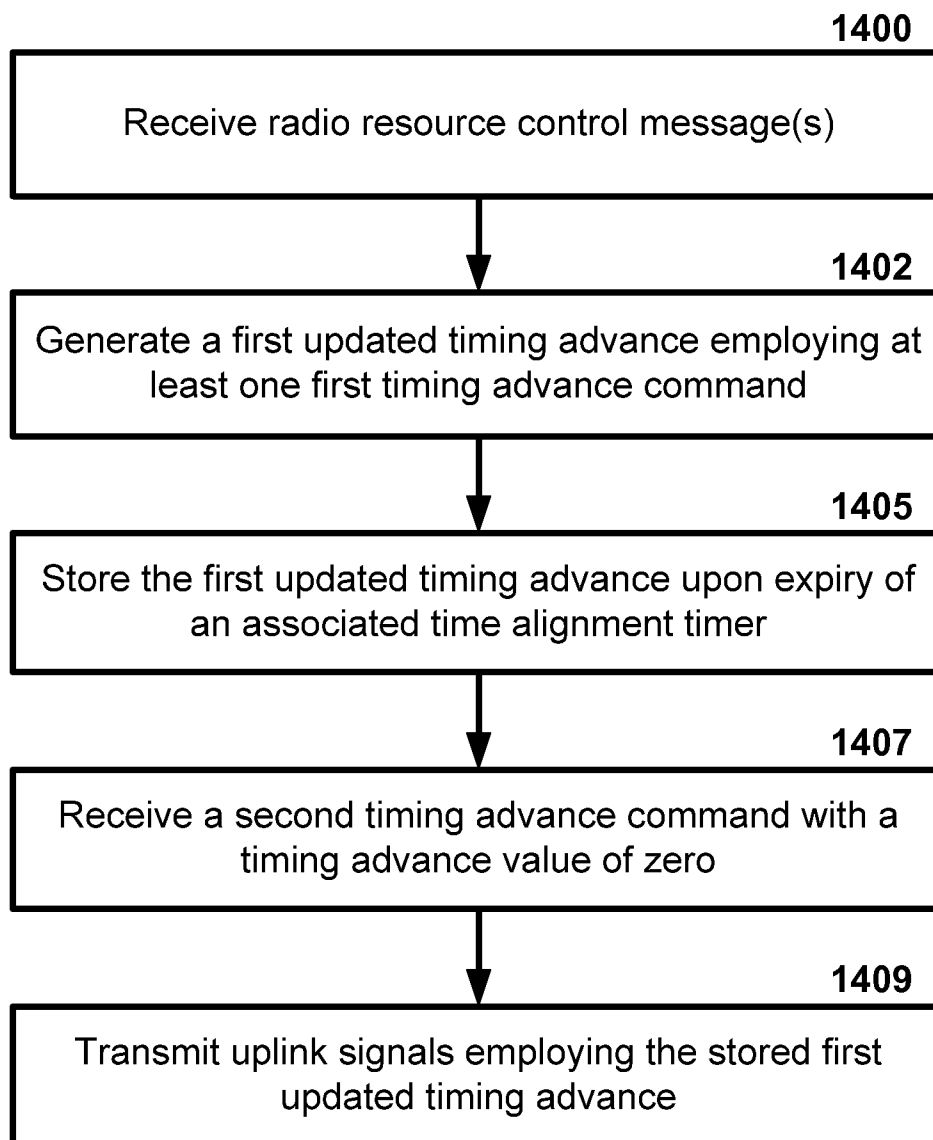 1400
Receive radio resource control message(s)
1402
Generate a first updated timing advance employing at
least one first timing advance command
1405
Store the first updated timing advance upon expiry of
an associated time alignment timer
1407
Receive a second timing advance command with a
timing advance value of zero
1409
Transmit uplink signals employing the stored first
updated timing advance